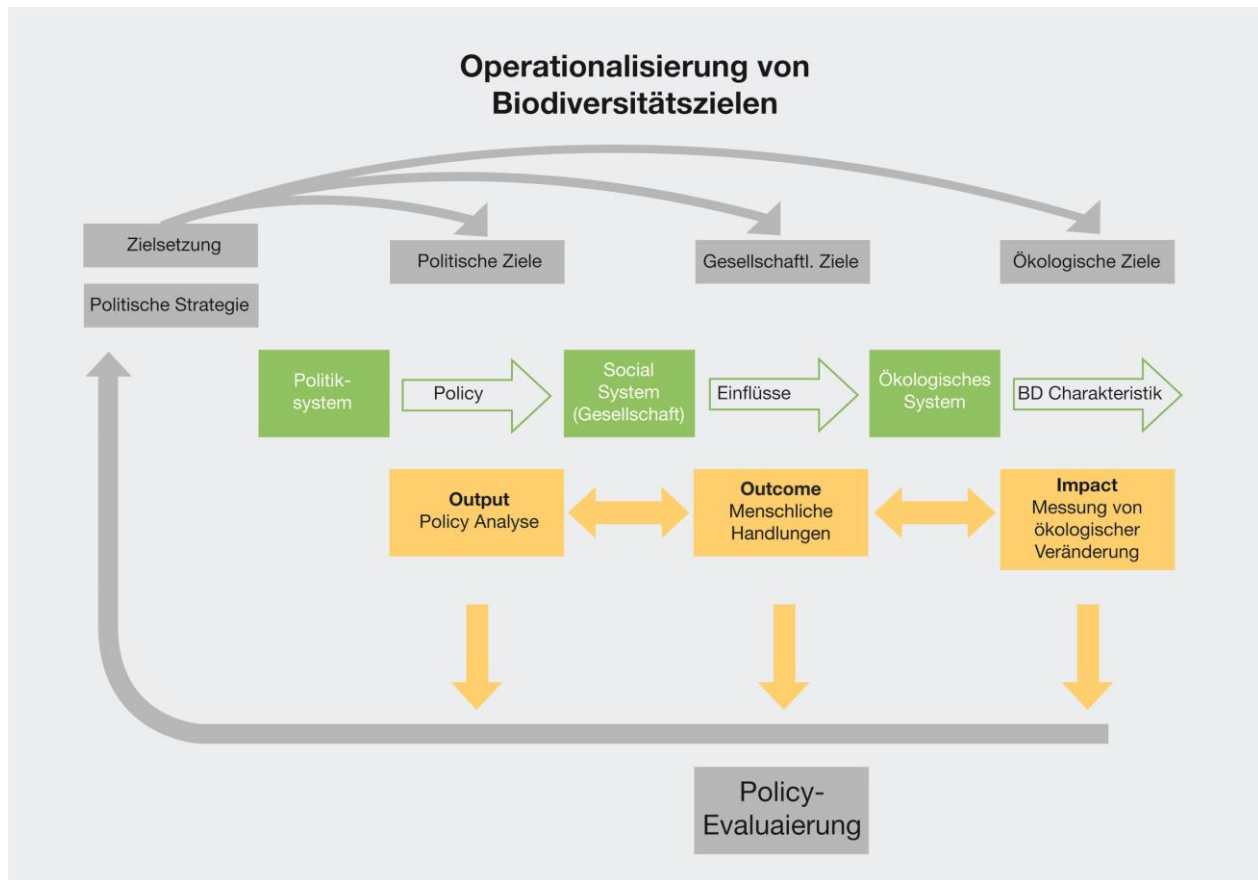 Operationalisierung von
Biodiversitätszielen
Zielsetzung
Politische Strategie
Politische Ziele
Gesellschaftl. Ziele
Ökologische Ziele
Politik-
system
Policy
Social
System
(Gesellschaft)
Einflüsse
Ökologisches
System
BD Charakteristik
Output
Policy Analyse
Outcome
Menschliche
Handlungen
Impact
Messung von
ökologischer
Veränderung
Policy-
Evaluaierung